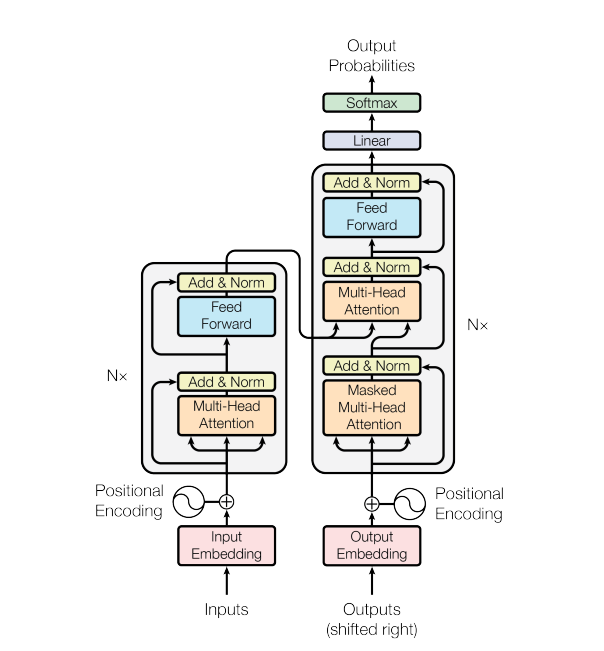 Output
Probabilities
Softmax
Linear
Add & Norm
Feed
Forward
Add & Norm
Multi-Head
Attention
Add & Norm
Masked
Multi-Head
Attention
N×
Add & Norm
Feed
Forward
Add & Norm
Multi-Head
Attention
N×
Positional
Encoding
Positional
Encoding
Input
Embedding
Output
Embedding
Inputs
Outputs
(shifted right)